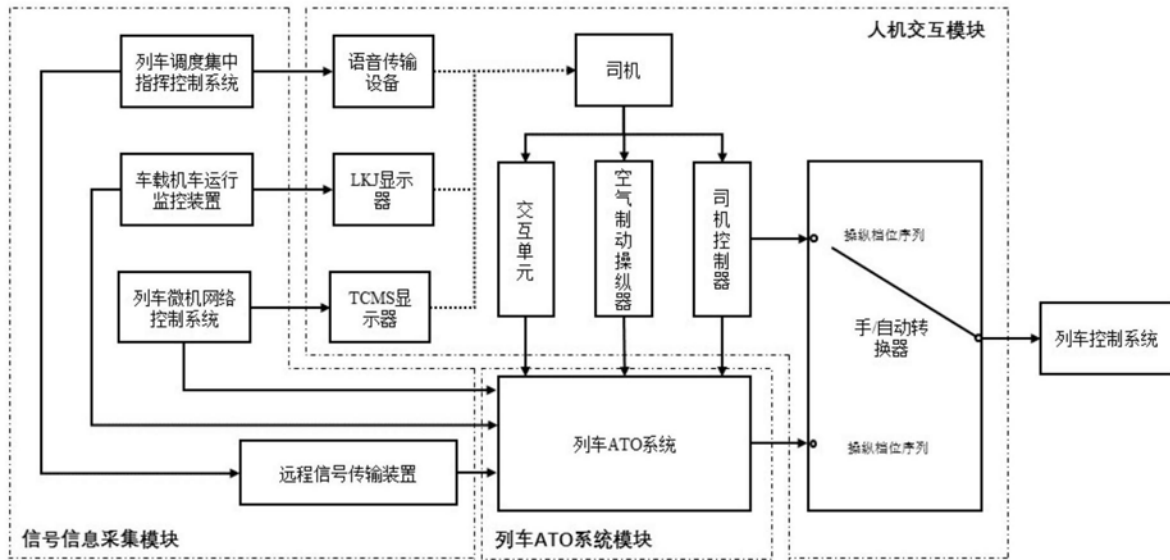 人机交互模块
列车调度集中
指挥控制系统
语音传输
设备
司机
车载机车运行
监控装置
LKJ显示
器
交互单元
空气制动操纵器
司机控制器
操纵档位序列
列车微机网络
控制系统
TCMS显
示器
手/自动转
换器
列车控制系统
列车ATO系统
操纵档位序列
远程信号传输装置
信号信息采集模块
列车ATO系统模块